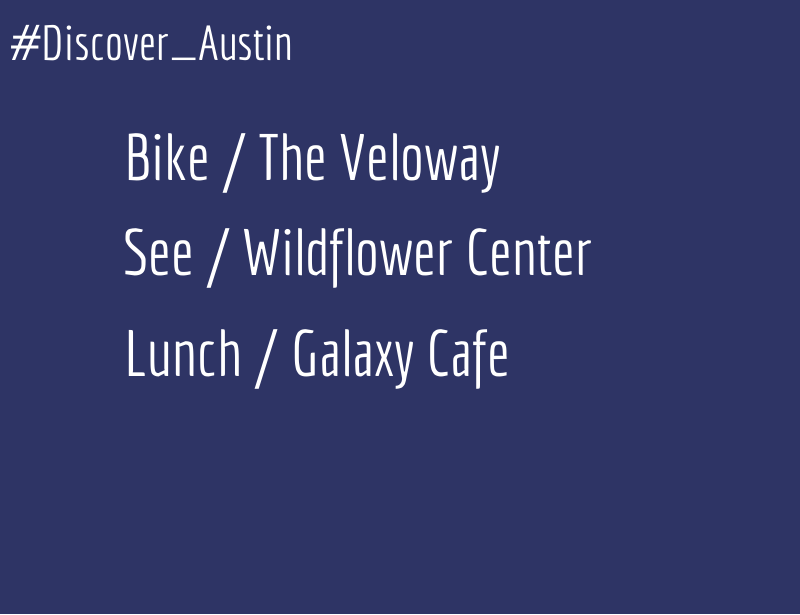 #Discover_Austin
Bike / The Veloway
See / Wildflower Center
Lunch / Galaxy Cafe